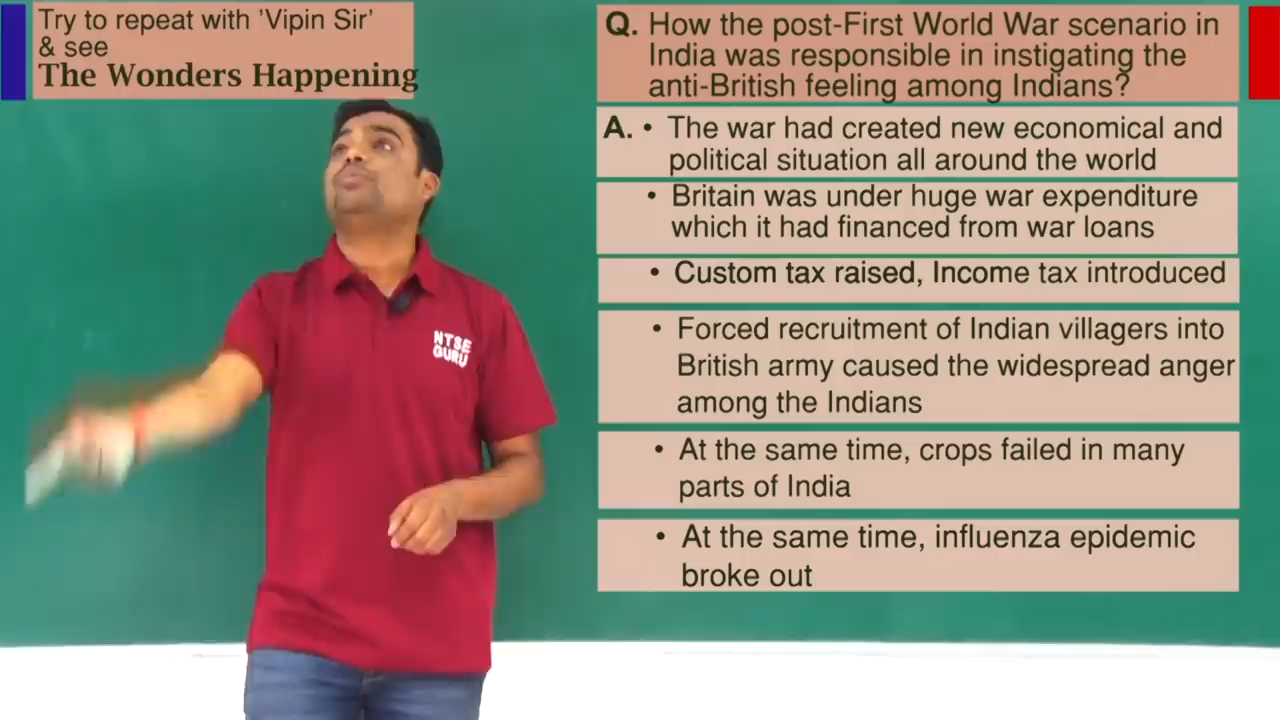 Try to repeat with 'Vipin Sir'
& see
The Wonders Happening
Q. How the post-First World War scenario in
India was responsible in instigating the
anti-British feeling among Indians?
A. • The war had created new economical and
political situation all around the world
• Britain was under huge war expenditure
which it had financed from war loans
• Custom tax raised, Income tax introduced
• Forced recruitment of Indian villagers into
British army caused the widespread anger
among the Indians
• At the same time, crops failed in many
parts of India
• At the same time, influenza epidemic
broke out
NTSE
GURU